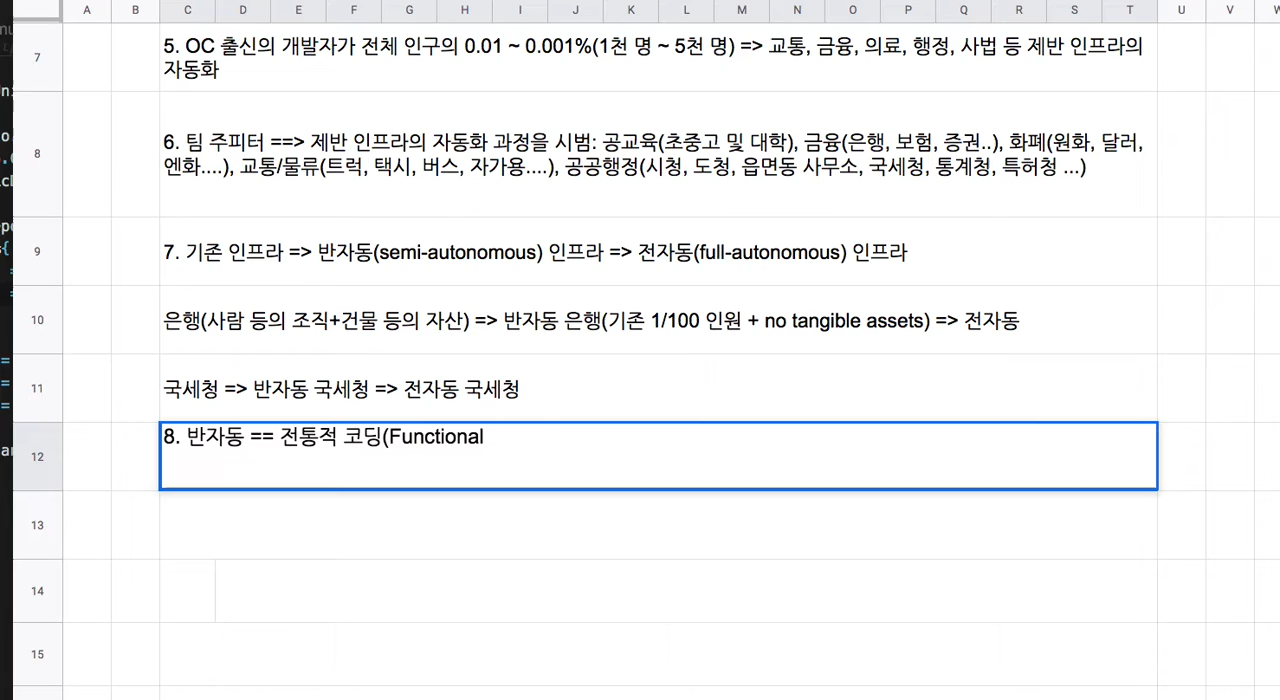 C D E F G H I J K L M N O P Q R S T U V
A B
7
5. OC 출신의 개발자가 전체 인구의 0.01 ~ 0.001%(1천 명 ~ 5천 명) => 교통, 금융, 의료, 행정, 사법 등 제반 인프라의
자동화
8
6. 팀 주피터 ==> 제반 인프라의 자동화 과정을 시범: 공교육(초중고 및 대학), 금융(은행, 보험, 증권..), 화폐(원화, 달러,
엔화....), 교통/물류(트럭, 택시, 버스, 자가용....), 공공행정(시청, 도청, 읍면동 사무소, 국세청, 통계청, 특허청 ...)
9
7. 기존 인프라 => 반자동(semi-autonomous) 인프라 => 전자동(full-autonomous) 인프라
10
은행(사람 등의 조직+건물 등의 자산) => 반자동 은행(기존 1/100 인원 + no tangible assets) => 전자동
11
국세청 => 반자동 국세청 => 전자동 국세청
12
8. 반자동 == 전통적 코딩(Functional
13
14
15